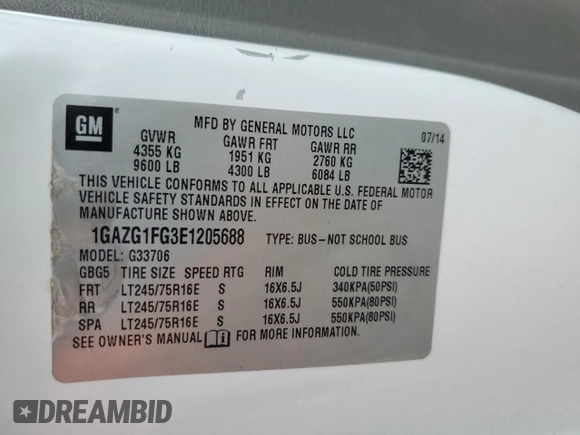 GM
MFD BY GENERAL MOTORS LLC
07/14
GVWR GAWR FRT GAWR RR
4355 KG 1951 KG 2760 KG
9600 LB 4300 LB 6084 LB
THIS VEHICLE CONFORMS TO ALL APPLICABLE U.S. FEDERAL MOTOR
VEHICLE SAFETY STANDARDS IN EFFECT ON THE DATE OF
MANUFACTURE SHOWN ABOVE.
1GAZG1FG3E1205688 TYPE: BUS-NOT SCHOOL BUS
MODEL: G33706
GBG5 TIRE SIZE SPEED RTG RIM COLD TIRE PRESSURE
FRT LT245/75R16E S 16X6.5J 340KPA(50PSI)
RR LT245/75R16E S 16X6.5J 550KPA(80PSI)
SPA LT245/75R16E S 16X6.5J 550KPA(80PSI)
SEE OWNER'S MANUAL FOR MORE INFORMATION.
DREAMBID